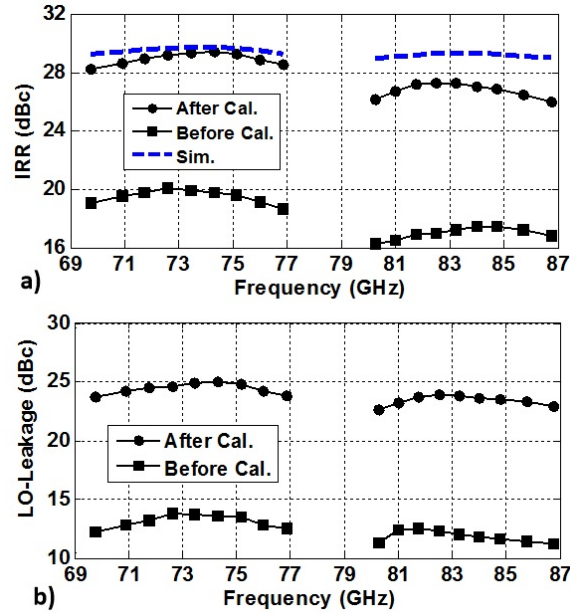 a)
IRR (dBc)
32
28
24
20
16
After Cal.
Before Cal.
Sim.
69 71 73 75 77 79 81 83 85 87
Frequency (GHz)
b)
LO-Leakage (dBc)
30
25
20
15
10
After Cal.
Before Cal.
69 71 73 75 77 79 81 83 85 87
Frequency (GHz)